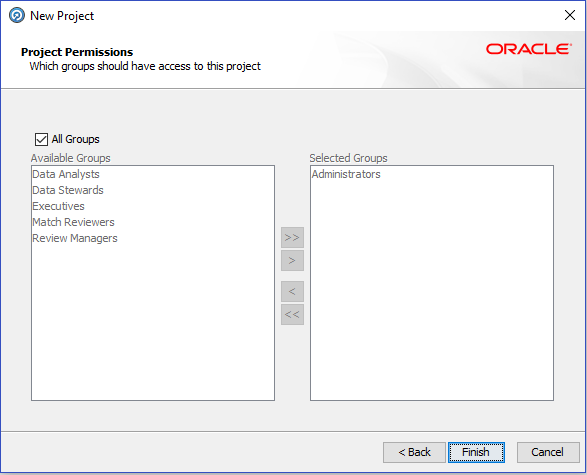 New Project
Project Permissions
Which groups should have access to this project
ORACLE®
All Groups
Available Groups
Selected Groups
Data Analysts
Data Stewards
Executives
Match Reviewers
Review Managers
Administrators
>>
>
<
<<
< Back
Finish
Cancel